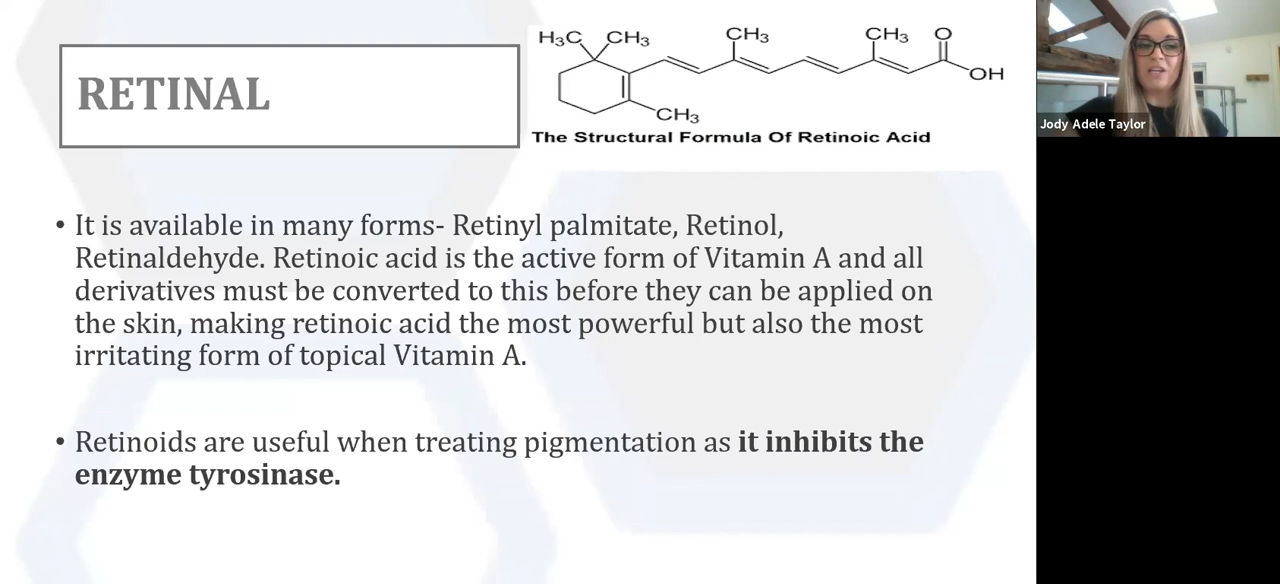 RETINAL
H₃C CH₃ CH₃ CH₃ O
OH
CH₃
The Structural Formula Of Retinoic Acid
Jody Adele Taylor
• It is available in many forms- Retinyl palmitate, Retinol,
Retinaldehyde. Retinoic acid is the active form of Vitamin A and all
derivatives must be converted to this before they can be applied on
the skin, making retinoic acid the most powerful but also the most
irritating form of topical Vitamin A.
• Retinoids are useful when treating pigmentation as it inhibits the
enzyme tyrosinase.